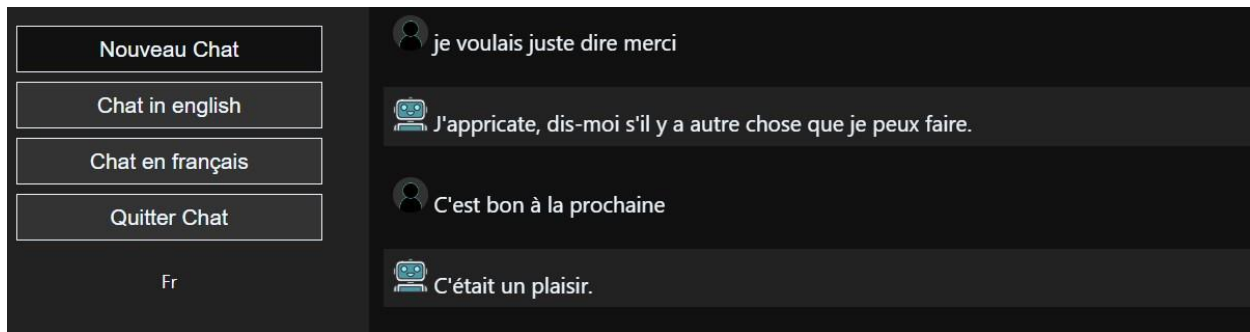 Nouveau Chat
Chat in english
Chat en français
Quitter Chat
Fr
je voulais juste dire merci
J'appricate, dis-moi s'il y a autre chose que je peux faire.
C'est bon à la prochaine
C'était un plaisir.